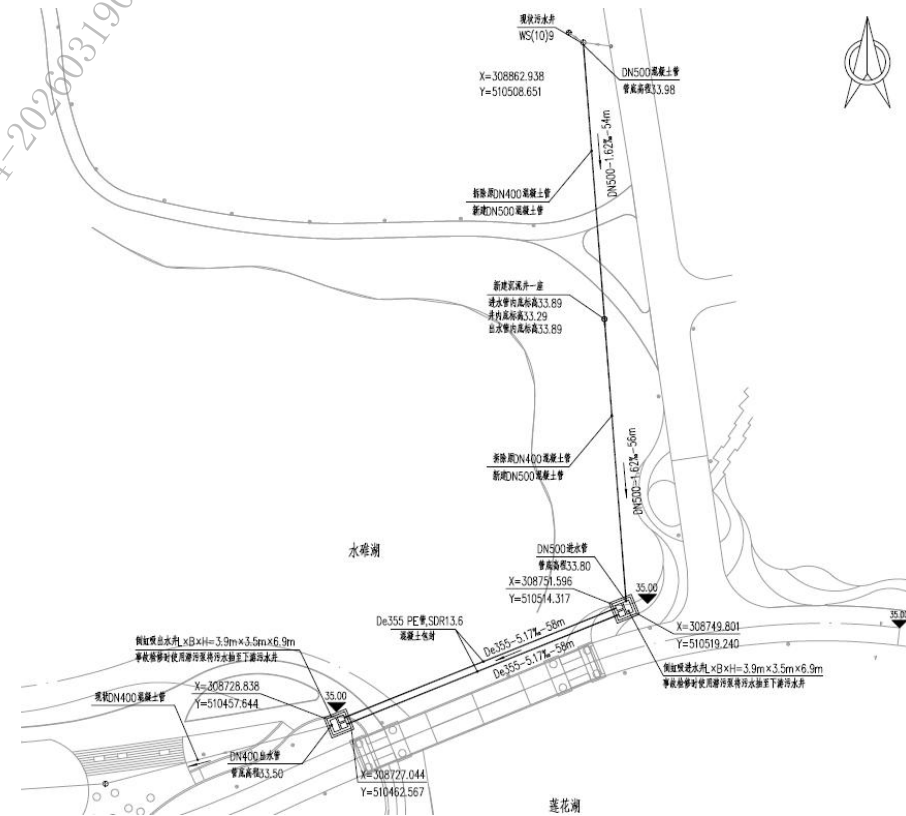 4-2026031906
现状污水井
WS(10)9
X=308862.938
Y=510508.651
DN500混凝土管
管底高程33.98
DN500-1.62‰-54m
拆除原DN400混凝土管
新建DN500混凝土管
新建沉泥井一座
进水管内底标高33.89
井内底标高33.29
出水管内底标高33.89
拆除原DN400混凝土管
新建DN500混凝土管
DN500-1.62‰-56m
水碓湖
DN500进水管
管底高程33.80
X=308751.596
Y=510514.317
35.00
35.00
De355 PE管,SDR13.6
混凝土包封
De355-5.17‰-58m
De355-5.17‰-58m
X=308749.801
Y=510519.240
倒虹吸出水井L×B×H=3.9m×3.5m×6.9m
事故检修时使用潜污泵将污水抽至下游污水井
倒虹吸进水井L×B×H=3.9m×3.5m×6.9m
事故检修时使用潜污泵将污水抽至下游污水井
现状DN400混凝土管
X=308728.838
Y=510457.644
35.00
DN400出水管
管底高程33.50
X=308727.044
Y=510462.567
莲花湖